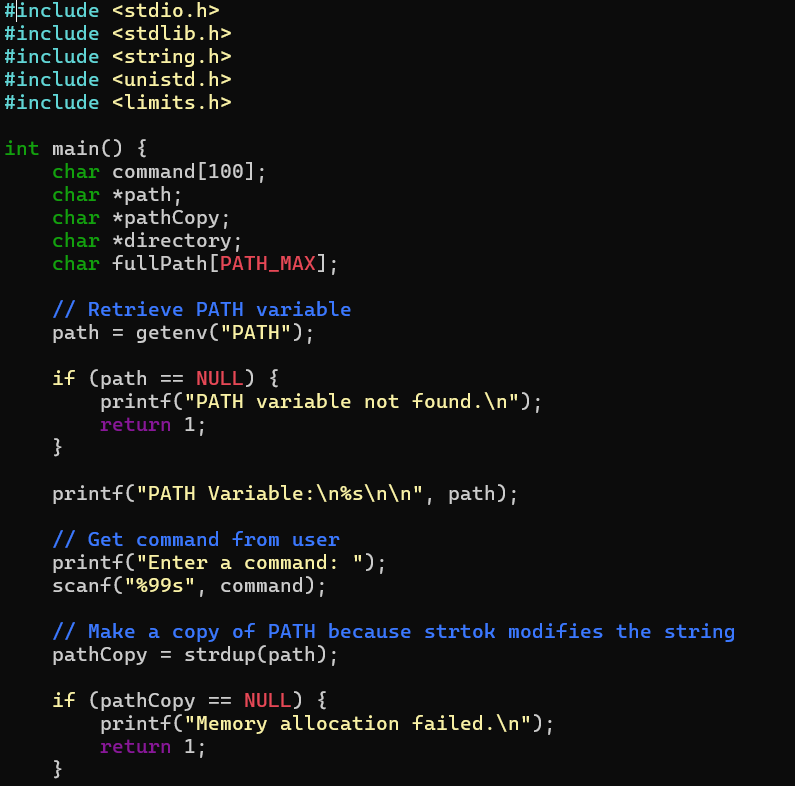 #include <stdio.h>
#include <stdlib.h>
#include <string.h>
#include <unistd.h>
#include <limits.h>

int main() {
    char command[100];
    char *path;
    char *pathCopy;
    char *directory;
    char fullPath[PATH_MAX];

    // Retrieve PATH variable
    path = getenv("PATH");

    if (path == NULL) {
        printf("PATH variable not found.\n");
        return 1;
    }

    printf("PATH Variable:\n%s\n\n", path);

    // Get command from user
    printf("Enter a command: ");
    scanf("%99s", command);

    // Make a copy of PATH because strtok modifies the string
    pathCopy = strdup(path);

    if (pathCopy == NULL) {
        printf("Memory allocation failed.\n");
        return 1;
    }